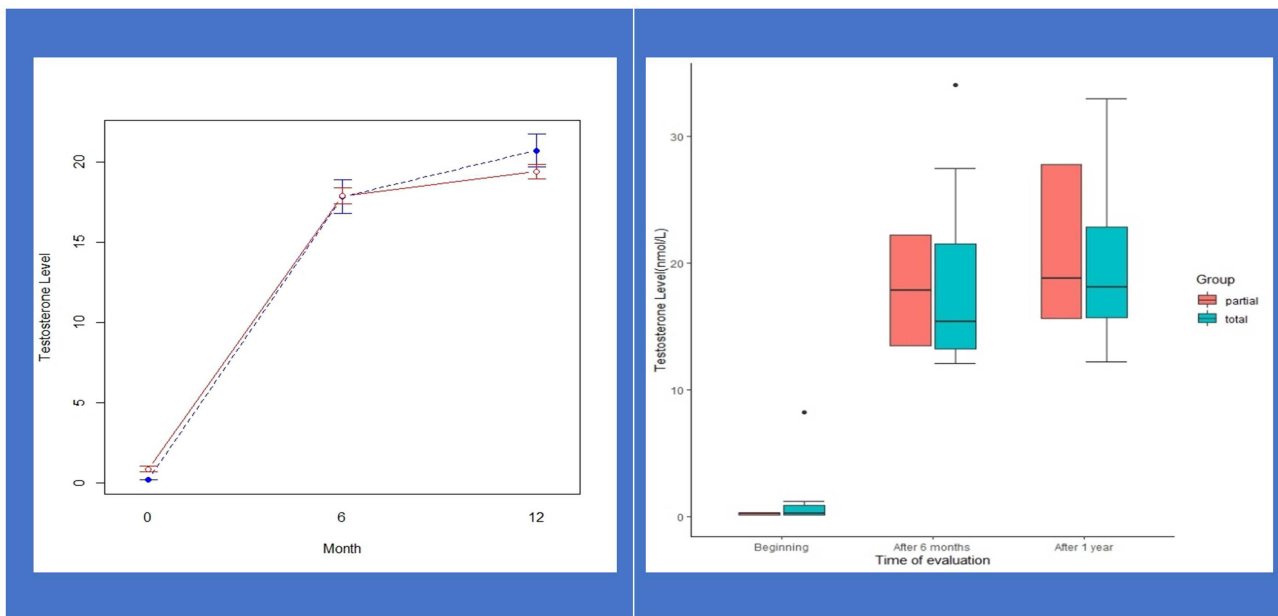 Testosterone Level
20
15
10
5
0
0 6 12
Month
Testosterone Level(nmol/L)
30
20
10
0
Beginning After 6 months After 1 year
Time of evaluation
Group
partial
total